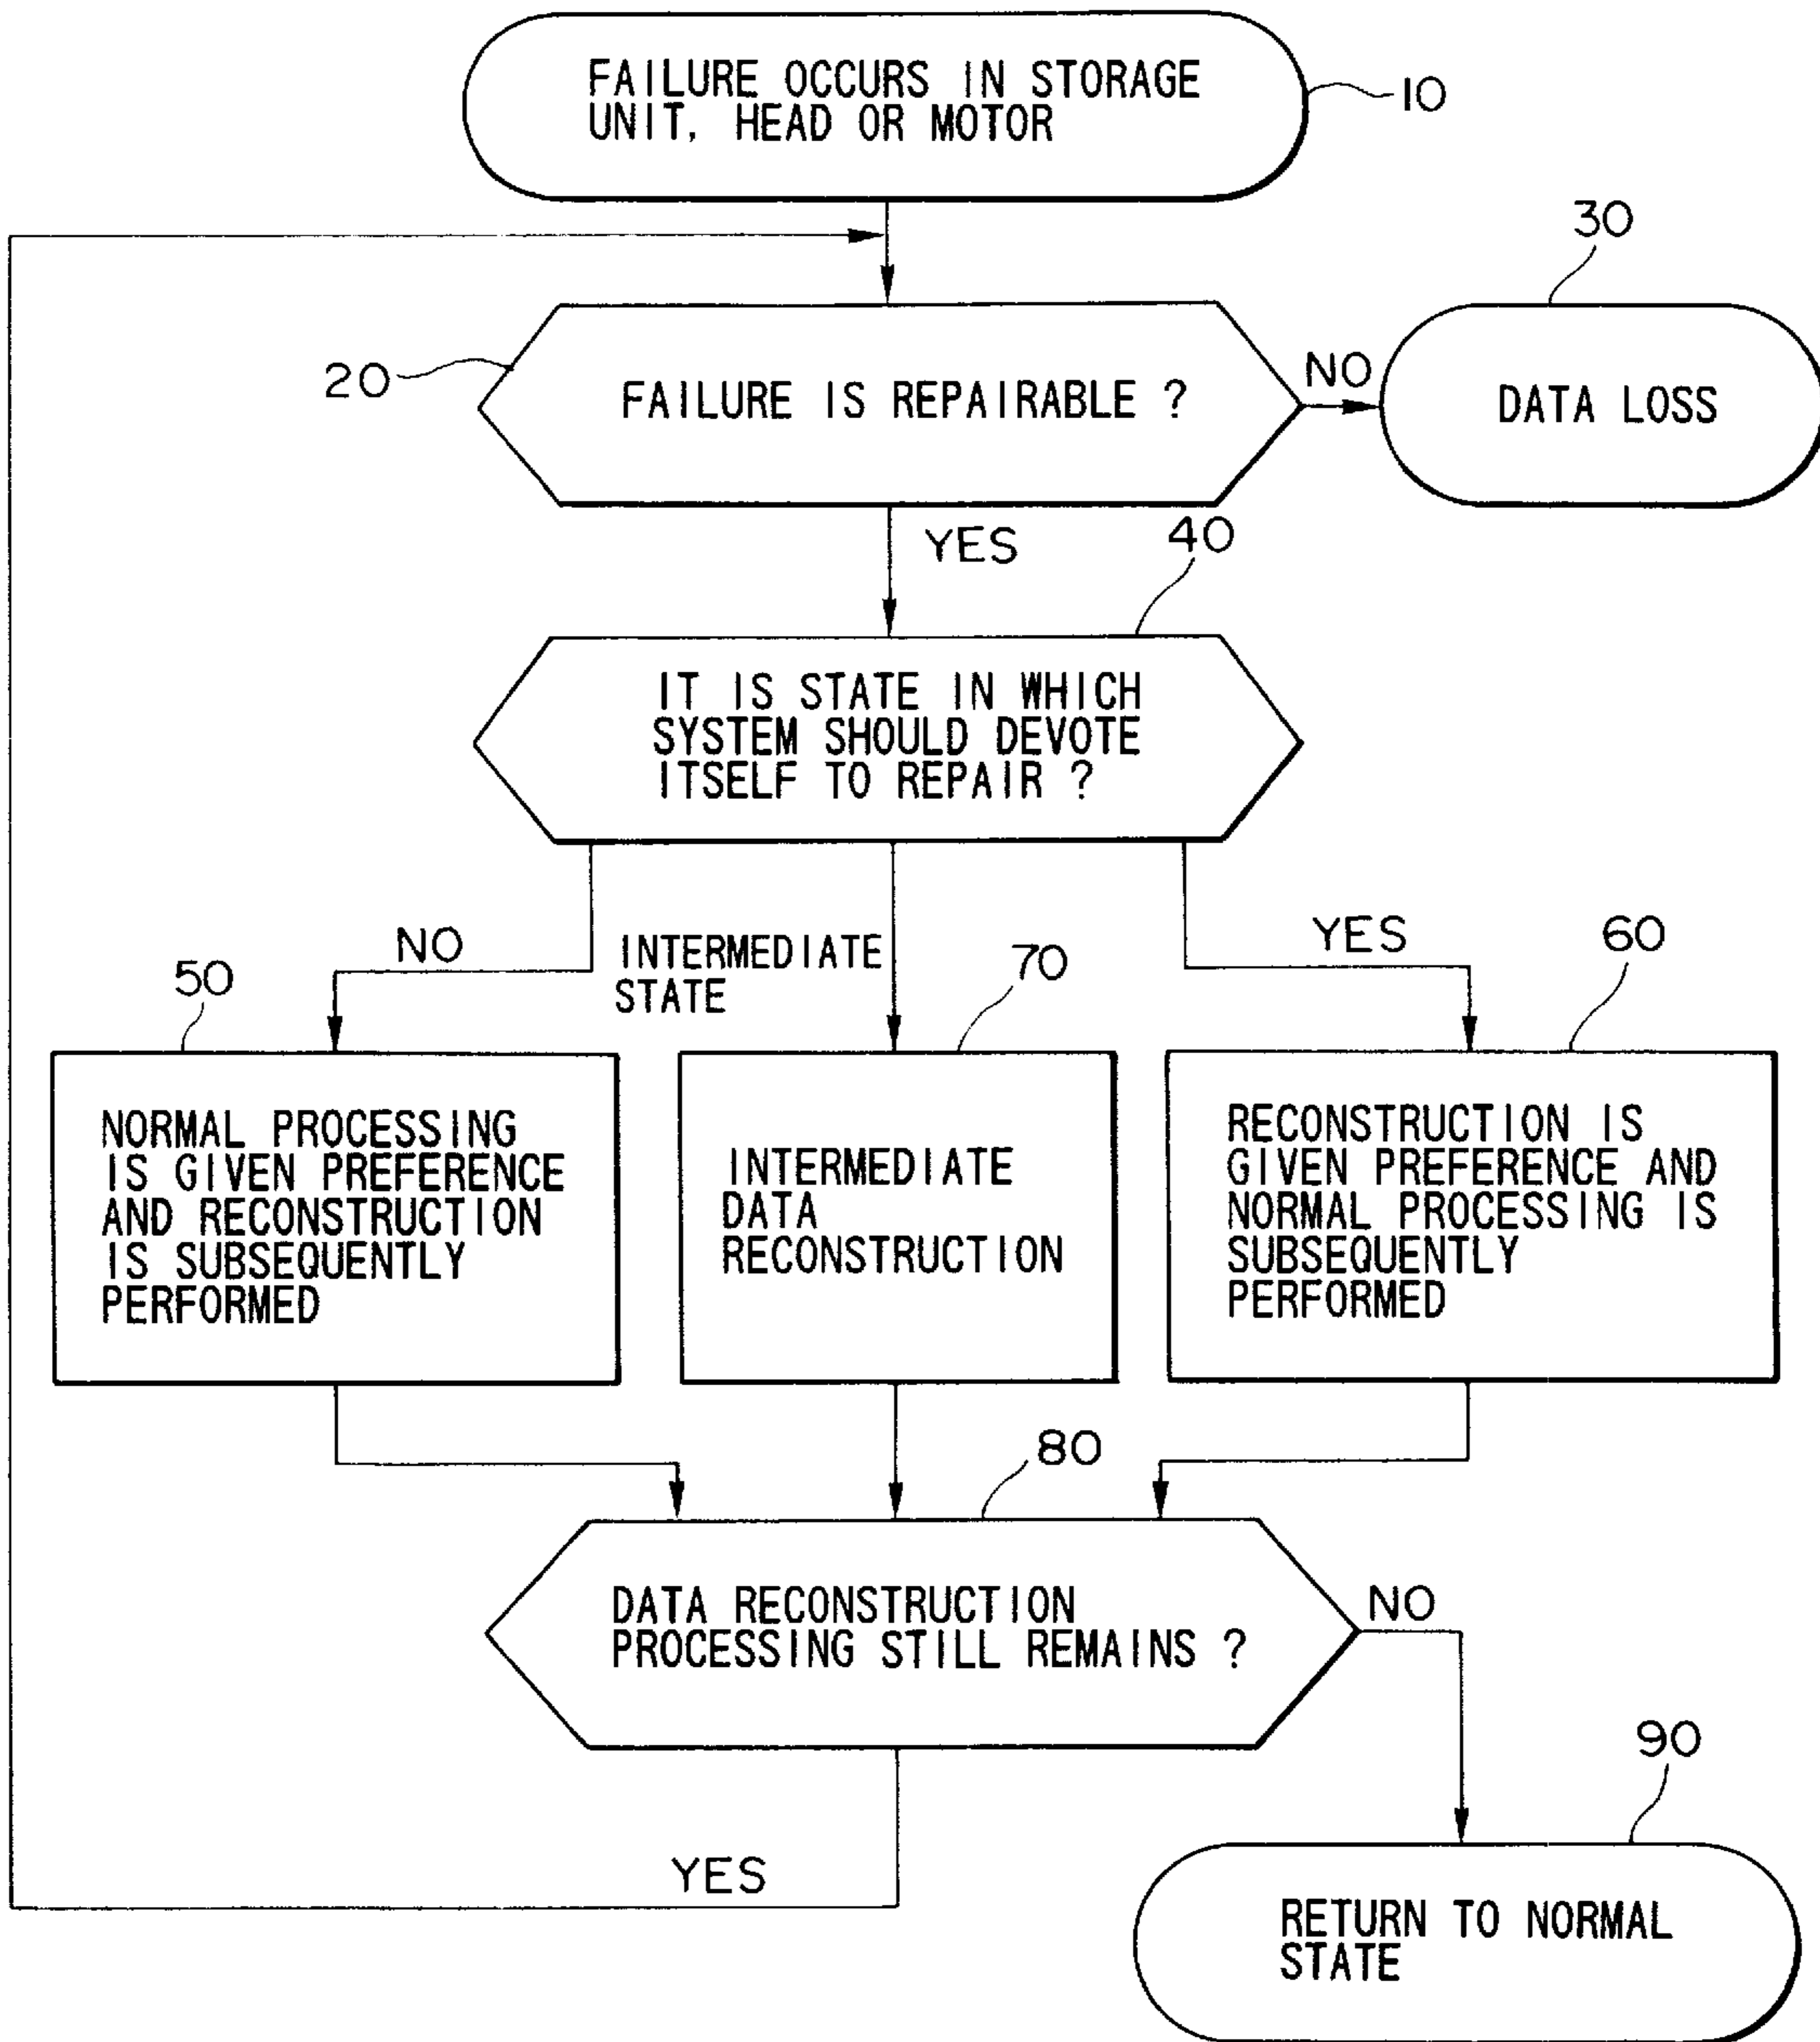 FAILURE OCCURS IN STORAGE
UNIT, HEAD OR MOTOR
10
30
20
FAILURE IS REPAIRABLE ?
NO
DATA LOSS
YES
40
IT IS STATE IN WHICH
SYSTEM SHOULD DEVOTE
ITSELF TO REPAIR ?
NO
INTERMEDIATE
STATE
YES
50
70
60
NORMAL PROCESSING
IS GIVEN PREFERENCE
AND RECONSTRUCTION
IS SUBSEQUENTLY
PERFORMED
INTERMEDIATE
DATA
RECONSTRUCTION
RECONSTRUCTION IS
GIVEN PREFERENCE AND
NORMAL PROCESSING IS
SUBSEQUENTLY
PERFORMED
80
DATA RECONSTRUCTION
PROCESSING STILL REMAINS ?
NO
YES
90
RETURN TO NORMAL
STATE